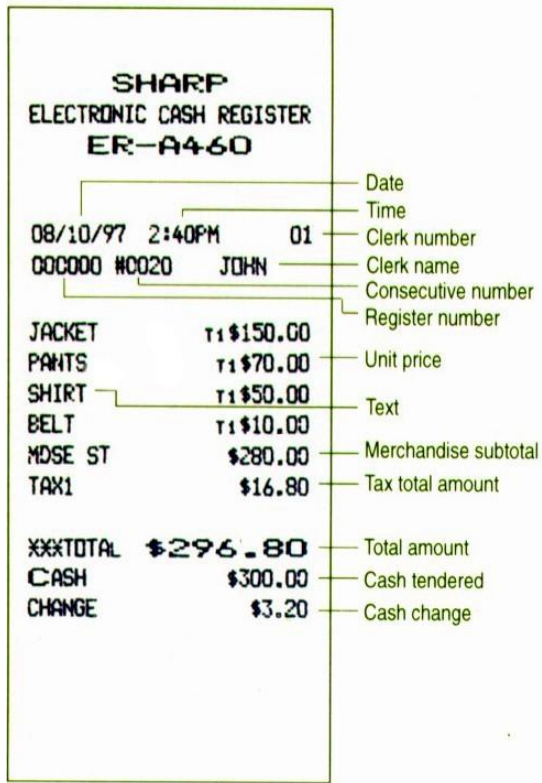 SHARP
ELECTRONIC CASH REGISTER
ER-A460
Date
Time
08/10/97 2:40PM 01 Clerk number
000000 #0020 JOHN Clerk name
Consecutive number
Register number
JACKET T1$150.00
PANTS T1$70.00 Unit price
SHIRT T1$50.00
Text
BELT T1$10.00
MDSE ST $280.00 Merchandise subtotal
TAX1 $16.80 Tax total amount
XXXTOTAL $296.80 Total amount
CASH $300.00 Cash tendered
CHANGE $3.20 Cash change